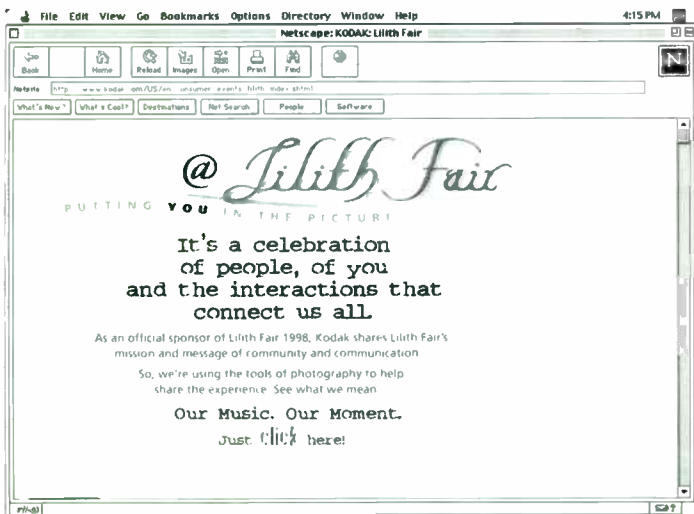 File Edit View Go Bookmarks Options Directory Window Help 4:15 PM
Netscape: KODAK: Lilith Fair
Back Home Reload Images Open Print Find N
What's New? What's Cool? Destinations Net Search People Software
@ Lilith Fair
PUTTING YOU IN THE PICTURE
It's a celebration
of people, of you
and the interactions that
connect us all.
As an official sponsor of Lilith Fair 1998, Kodak shares Lilith Fair's
mission and message of community and communication
So, we're using the tools of photography to help
share the experience. See what we mean
Our Music. Our Moment.
Just click here!